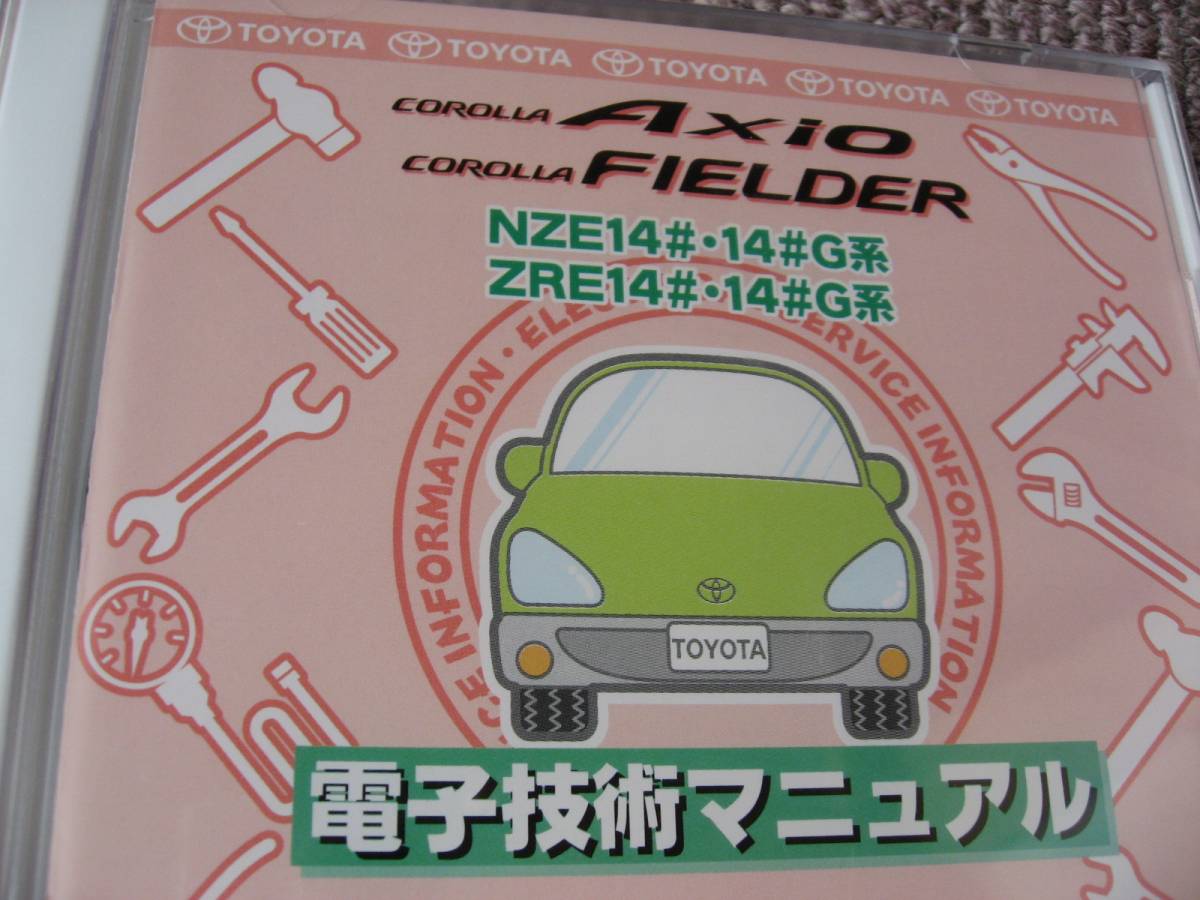 TOYOTA TOYOTA TOYOTA TOYOTA TOYOTA
COROLLA Axio
COROLLA FIELDER
NZE14#・14#G系
ZRE14#・14#G系
INFORMATION・ SERVICE INFORMATION
TOYOTA
電子技術マニュアル